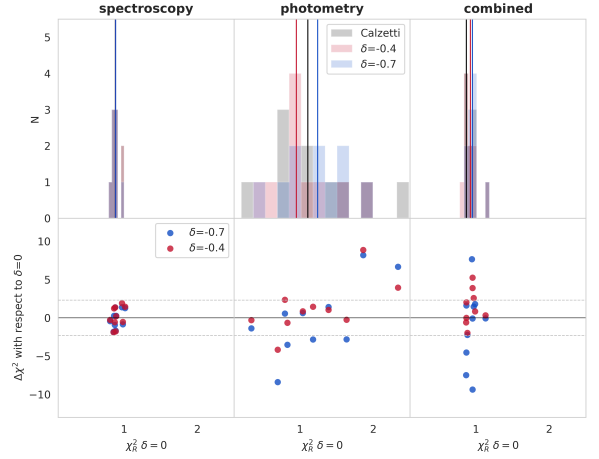 spectroscopy photometry combined
5
4
3
2
1
0
N
Calzetti
δ=-0.4
δ=-0.7
10
5
0
−5
−10
Δχ² with respect to δ=0
δ=-0.7
δ=-0.4
1 2 1 2 1 2
χ²_R δ = 0 χ²_R δ = 0 χ²_R δ = 0